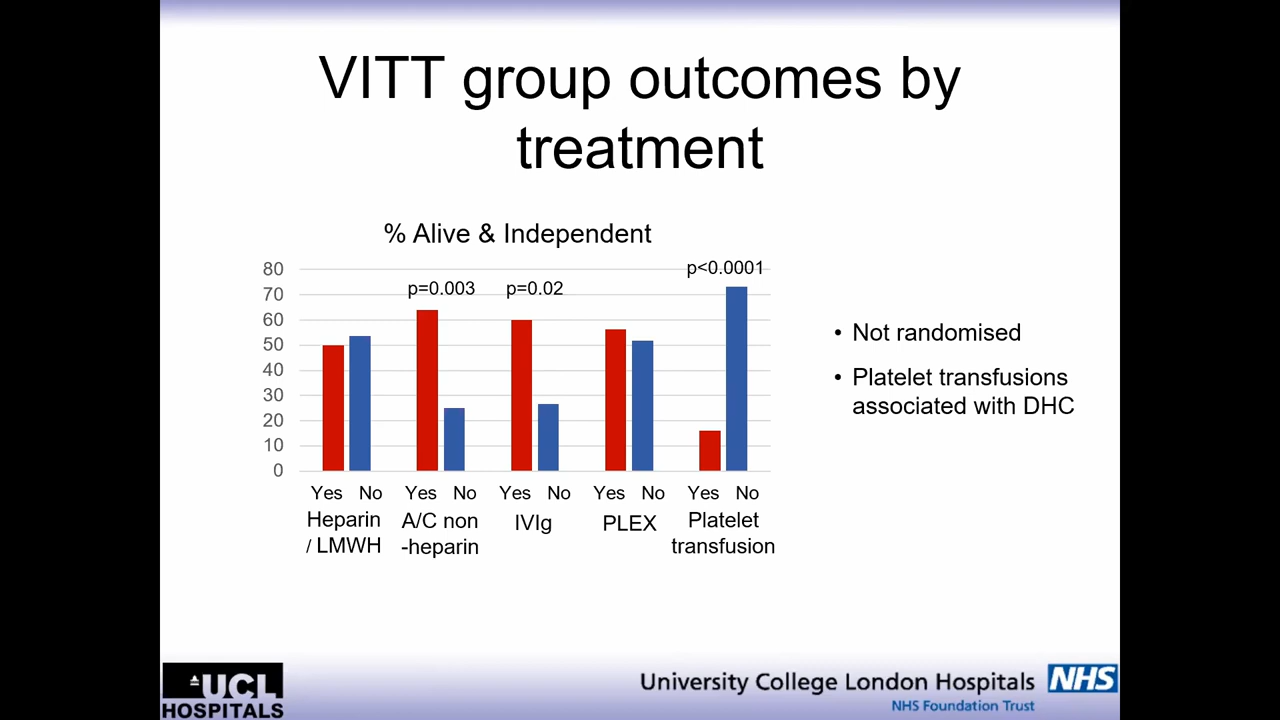 VITT group outcomes by
treatment
% Alive & Independent
p<0.0001
p=0.003 p=0.02
80
70
60
50
40
30
20
10
0
Yes No Yes No Yes No Yes No Yes No
Heparin
/ LMWH
A/C non
-heparin
IVIg
PLEX
Platelet
transfusion
• Not randomised
• Platelet transfusions
associated with DHC
UCL
HOSPITALS
University College London Hospitals NHS
NHS Foundation Trust